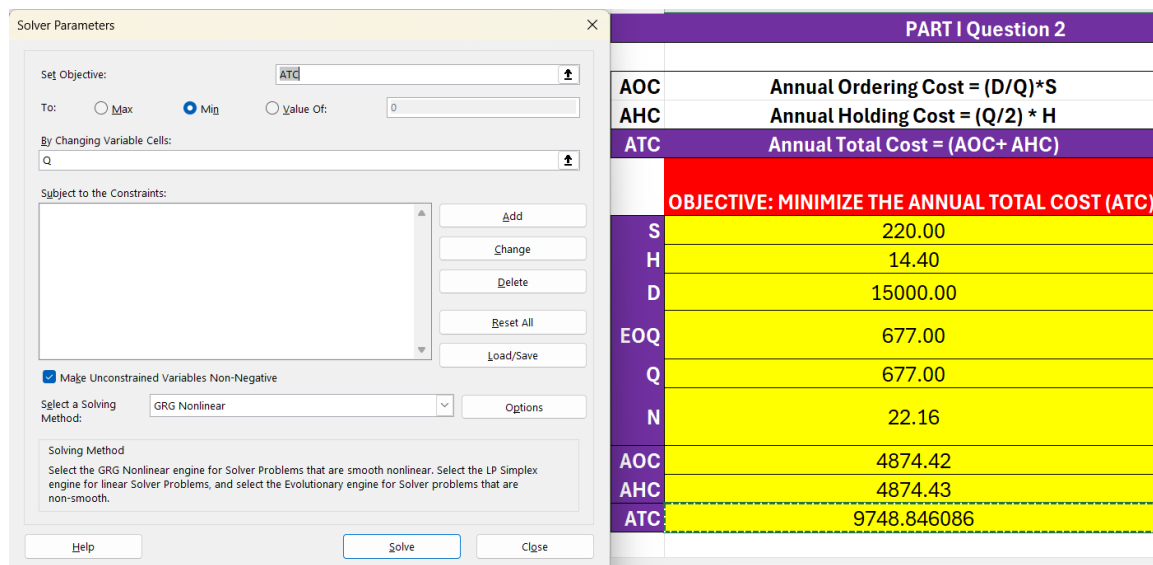 Solver Parameters
Set Objective:
ATC
To:
Max
Min
Value Of:
0
By Changing Variable Cells:
Q
Subject to the Constraints:
Add
Change
Delete
Reset All
Load/Save
Make Unconstrained Variables Non-Negative
Select a Solving
Method:
GRG Nonlinear
Options
Solving Method
Select the GRG Nonlinear engine for Solver Problems that are smooth nonlinear. Select the LP Simplex
engine for linear Solver Problems, and select the Evolutionary engine for Solver problems that are
non-smooth.
Help
Solve
Close
PART I Question 2
AOC Annual Ordering Cost = (D/Q)*S
AHC Annual Holding Cost = (Q/2) * H
ATC Annual Total Cost = (AOC+ AHC)
OBJECTIVE: MINIMIZE THE ANNUAL TOTAL COST (ATC)
S 220.00
H 14.40
D 15000.00
EOQ 677.00
Q 677.00
N 22.16
AOC 4874.42
AHC 4874.43
ATC 9748.846086